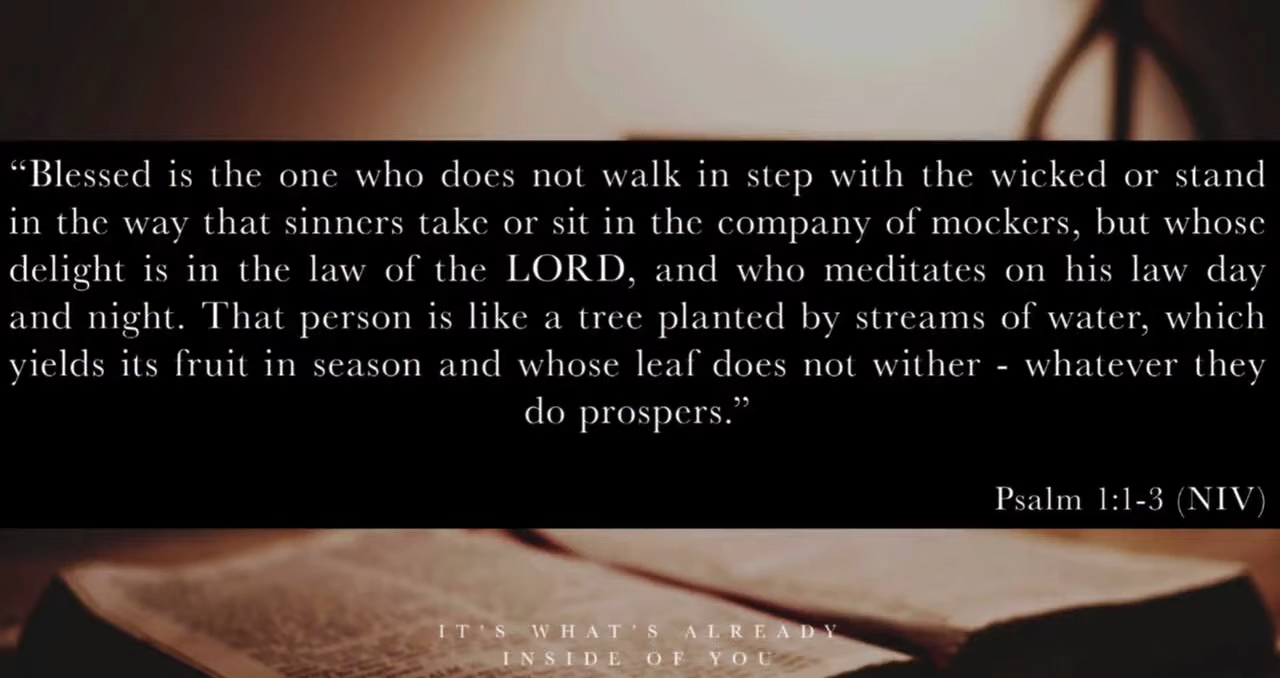 “Blessed is the one who does not walk in step with the wicked or stand
in the way that sinners take or sit in the company of mockers, but whose
delight is in the law of the LORD, and who meditates on his law day
and night. That person is like a tree planted by streams of water, which
yields its fruit in season and whose leaf does not wither - whatever they
do prospers.”
Psalm 1:1-3 (NIV)
IT'S WHAT'S ALREADY
INSIDE OF YOU